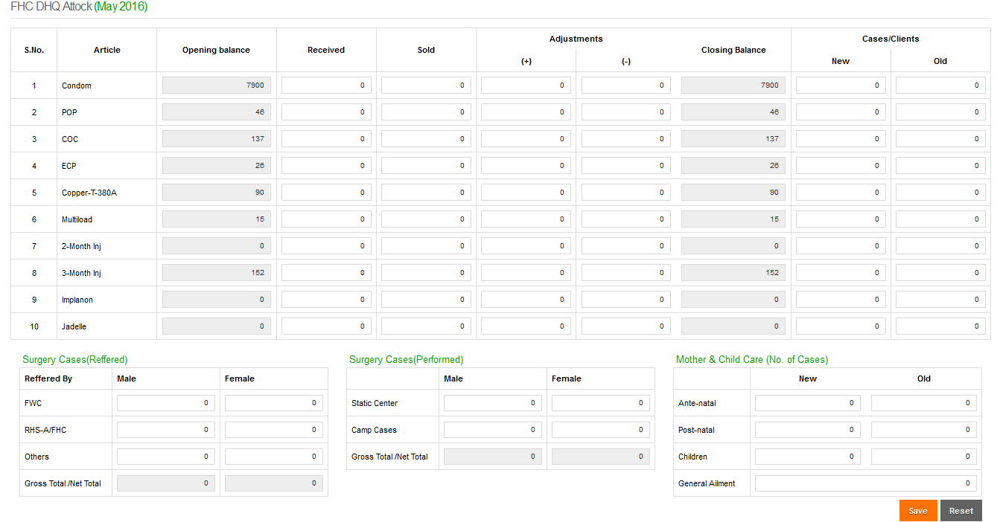 FHC DHQ Attock (May 2016)
S.No. Article Opening balance Received Sold Adjustments Closing Balance Cases/Clients
(+) (-) New Old
1 Condom 7900 0 0 0 0 7900 0 0
2 POP 46 0 0 0 0 46 0 0
3 COC 137 0 0 0 0 137 0 0
4 ECP 26 0 0 0 0 26 0 0
5 Copper-T-380A 90 0 0 0 0 90 0 0
6 Multiload 15 0 0 0 0 15 0 0
7 2-Month Inj 0 0 0 0 0 0 0 0
8 3-Month Inj 152 0 0 0 0 152 0 0
9 Implanon 0 0 0 0 0 0 0 0
10 Jadelle 0 0 0 0 0 0 0 0
Surgery Cases(Reffered)
Reffered By Male Female
FWC 0 0
RHS-A/FHC 0 0
Others 0 0
Gross Total /Net Total 0 0
Surgery Cases(Performed)
Male Female
Static Center 0 0
Camp Cases 0 0
Gross Total /Net Total 0 0
Mother & Child Care (No. of Cases)
New Old
Ante-natal 0 0
Post-natal 0 0
Children 0 0
General Ailment 0
Save Reset